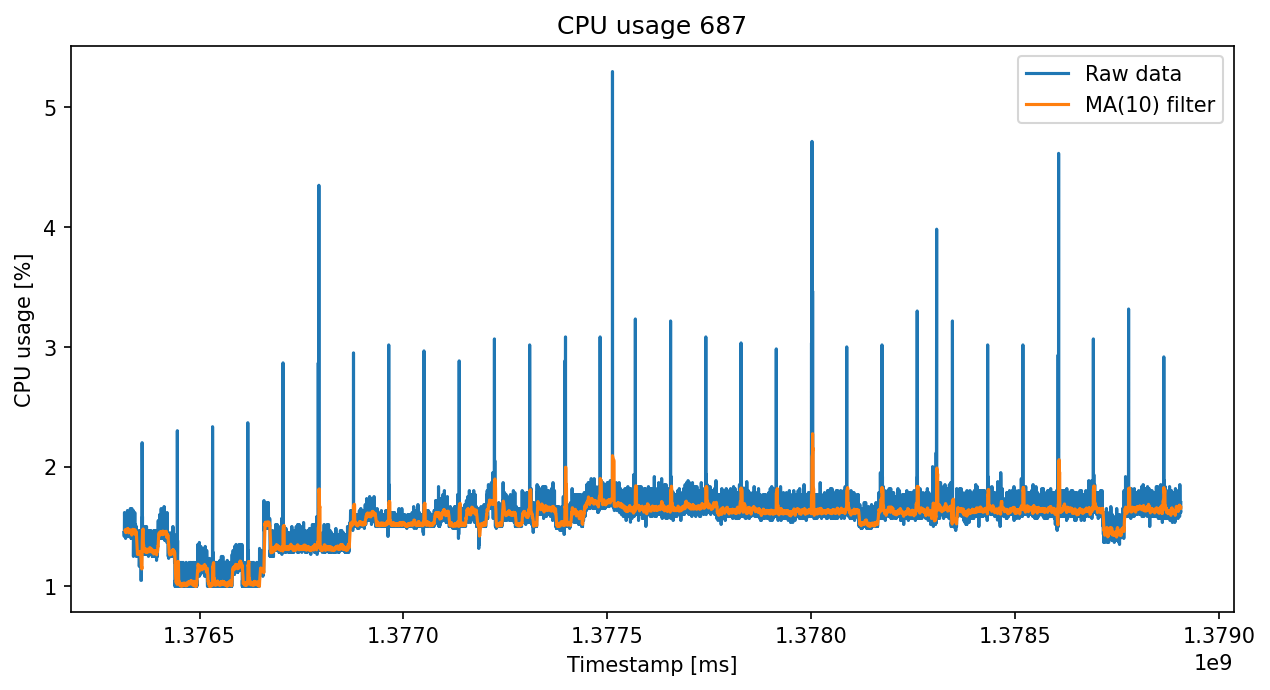 CPU usage 687
Raw data
MA(10) filter
CPU usage [%]
5
4
3
2
1
1.3765
1.3770
1.3775
1.3780
1.3785
1.3790
1e9
Timestamp [ms]